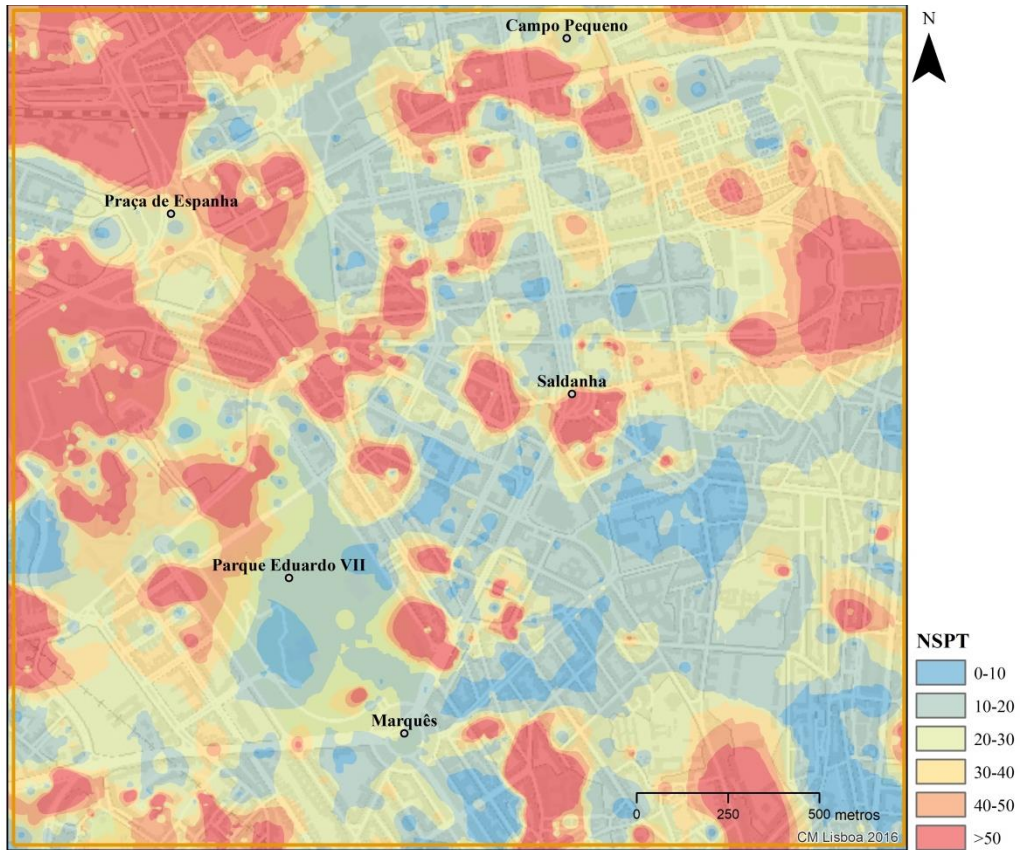 Campo Pequeno
N
Praça de Espanha
Saldanha
Parque Eduardo VII
Marquês
NSPT
0-10
10-20
20-30
30-40
40-50
>50
0 250 500 metros
CM Lisboa 2016